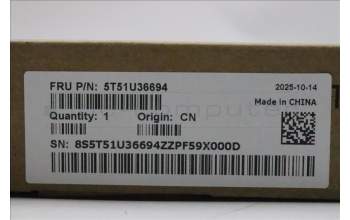 FRU P/N: 5T51U36694
2025-10-14
Made in CHINA
Quantity: 1 Origin: CN
SN: 8S5T51U36694ZZPF59X000D